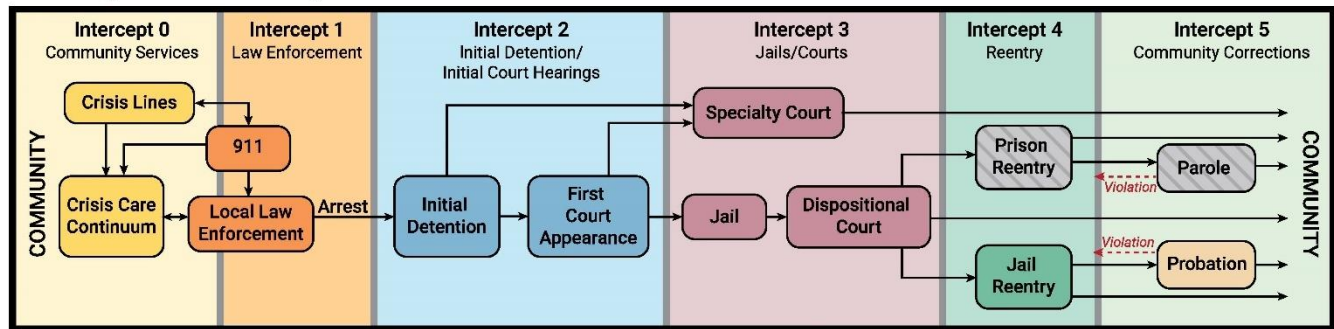 Intercept 0
Community Services
Intercept 1
Law Enforcement
Intercept 2
Initial Detention/
Initial Court Hearings
Intercept 3
Jails/Courts
Intercept 4
Reentry
Intercept 5
Community Corrections
COMMUNITY
Crisis Lines
911
Crisis Care
Continuum
Local Law
Enforcement
Arrest
Initial
Detention
First
Court
Appearance
Specialty Court
Jail
Dispositional
Court
Prison
Reentry
Violation
Parole
Jail
Reentry
Violation
Probation
COMMUNITY